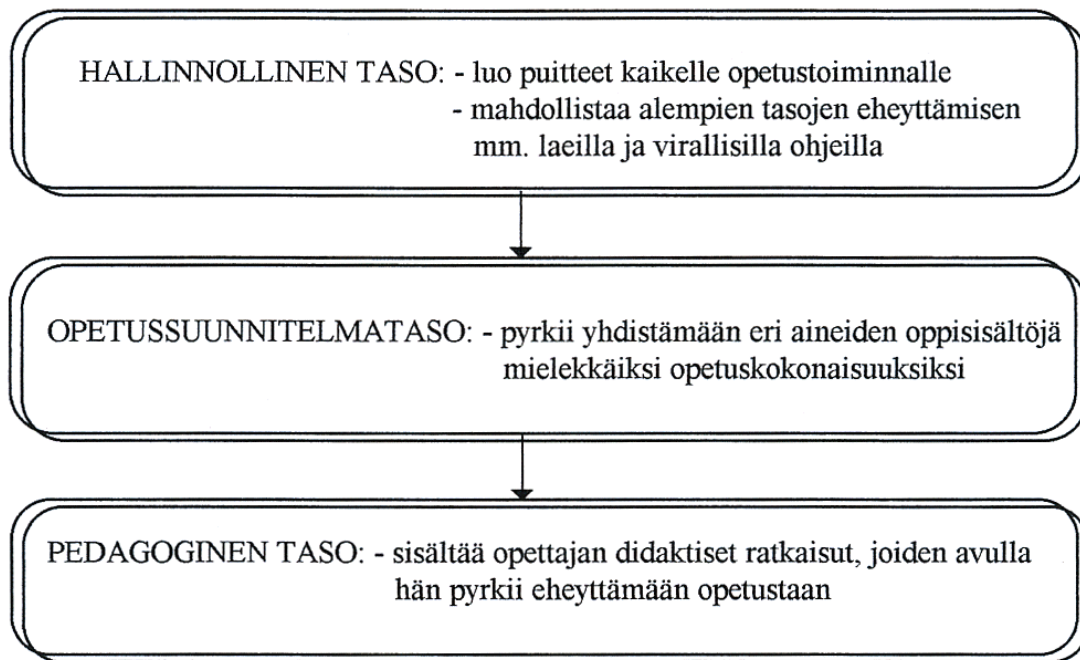 HALLINNOLLINEN TASO: - luo puitteet kaikelle opetustoiminnalle
- mahdollistaa alempien tasojen eheyttämisen
mm. laeilla ja virallisilla ohjeilla
OPETUSSUUNNITELMATASO: - pyrkii yhdistämään eri aineiden oppisisältöjä
mielekkäiksi opetuskokonaisuuksiksi
PEDAGOGINEN TASO: - sisältää opettajan didaktiset ratkaisut, joiden avulla
hän pyrkii eheyttämään opetustaan